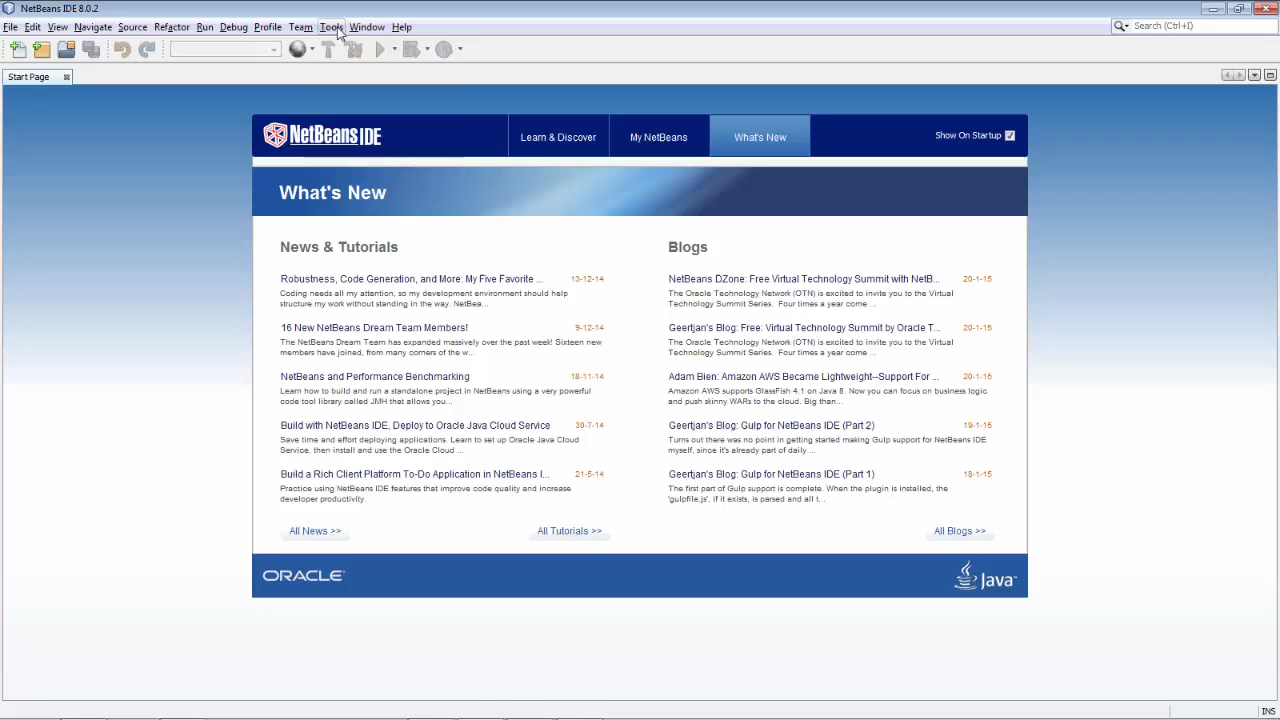 NetBeans IDE 8.0.2
File Edit View Navigate Source Refactor Run Debug Profile Team Tools Window Help
Search (Ctrl+I)
Start Page
NetBeans IDE
Learn & Discover
My NetBeans
What's New
Show On Startup
What's New
News & Tutorials
Robustness, Code Generation, and More: My Five Favorite ... 13-12-14
Coding needs all my attention, so my development environment should help
structure my work without standing in the way. NetBea...
16 New NetBeans Dream Team Members! 9-12-14
The NetBeans Dream Team has expanded massively over the past week! Sixteen new
members have joined, from many corners of the w...
NetBeans and Performance Benchmarking 18-11-14
Learn how to build and run a standalone project in NetBeans using a very powerful
code tool library called JMH that allows you...
Build with NetBeans IDE, Deploy to Oracle Java Cloud Service 30-7-14
Save time and effort deploying applications. Learn to set up Oracle Java Cloud
Service, then install and use the Oracle Cloud ...
Build a Rich Client Platform To-Do Application in NetBeans I... 21-5-14
Practice using NetBeans IDE features that improve code quality and increase
developer productivity.
All News >>
All Tutorials >>
Blogs
NetBeans DZone: Free Virtual Technology Summit with NetB... 20-1-15
The Oracle Technology Network (OTN) is excited to invite you to the Virtual
Technology Summit Series. Four times a year come ...
Geertjan's Blog: Free: Virtual Technology Summit by Oracle T... 20-1-15
The Oracle Technology Network (OTN) is excited to invite you to the Virtual
Technology Summit Series. Four times a year come ...
Adam Bien: Amazon AWS Became Lightweight--Support For ... 20-1-15
Amazon AWS supports GlassFish 4.1 on Java 8. Now you can focus on business logic
and push skinny WARs to the cloud. Big than...
Geertjan's Blog: Gulp for NetBeans IDE (Part 2) 19-1-15
Turns out there was no point in getting started making Gulp support for NetBeans IDE
myself, since it's already part of daily ...
Geertjan's Blog: Gulp for NetBeans IDE (Part 1) 18-1-15
The first part of Gulp support is complete. When the plugin is installed, the
'gulpfile.js', if it exists, is parsed and all t...
All Blogs >>
ORACLE
Java
INS